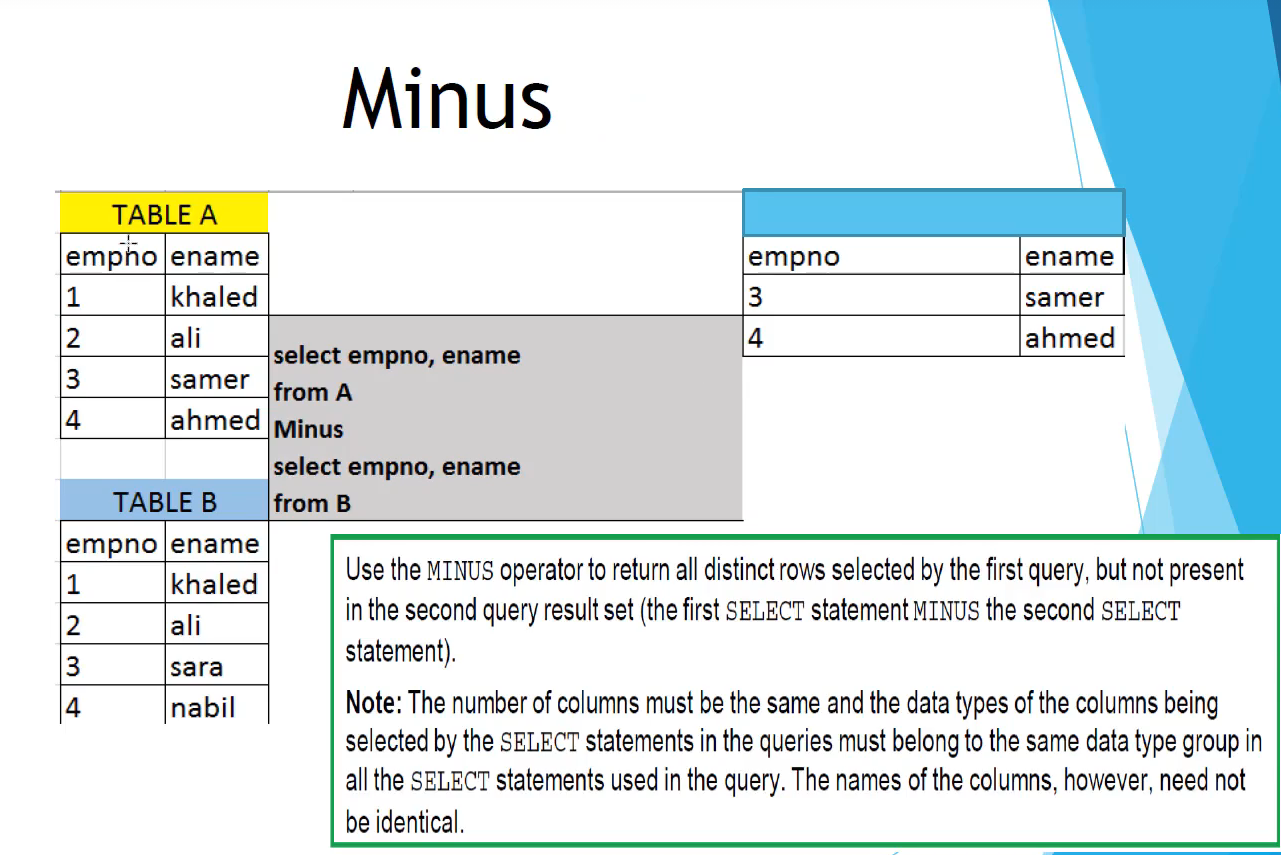 Minus
TABLE A
empno ename
1 khaled
2 ali
3 samer
4 ahmed
select empno, ename
from A
Minus
select empno, ename
from B
empno ename
3 samer
4 ahmed
TABLE B
empno ename
1 khaled
2 ali
3 sara
4 nabil
Use the MINUS operator to return all distinct rows selected by the first query, but not present
in the second query result set (the first SELECT statement MINUS the second SELECT
statement).
Note: The number of columns must be the same and the data types of the columns being
selected by the SELECT statements in the queries must belong to the same data type group in
all the SELECT statements used in the query. The names of the columns, however, need not
be identical.